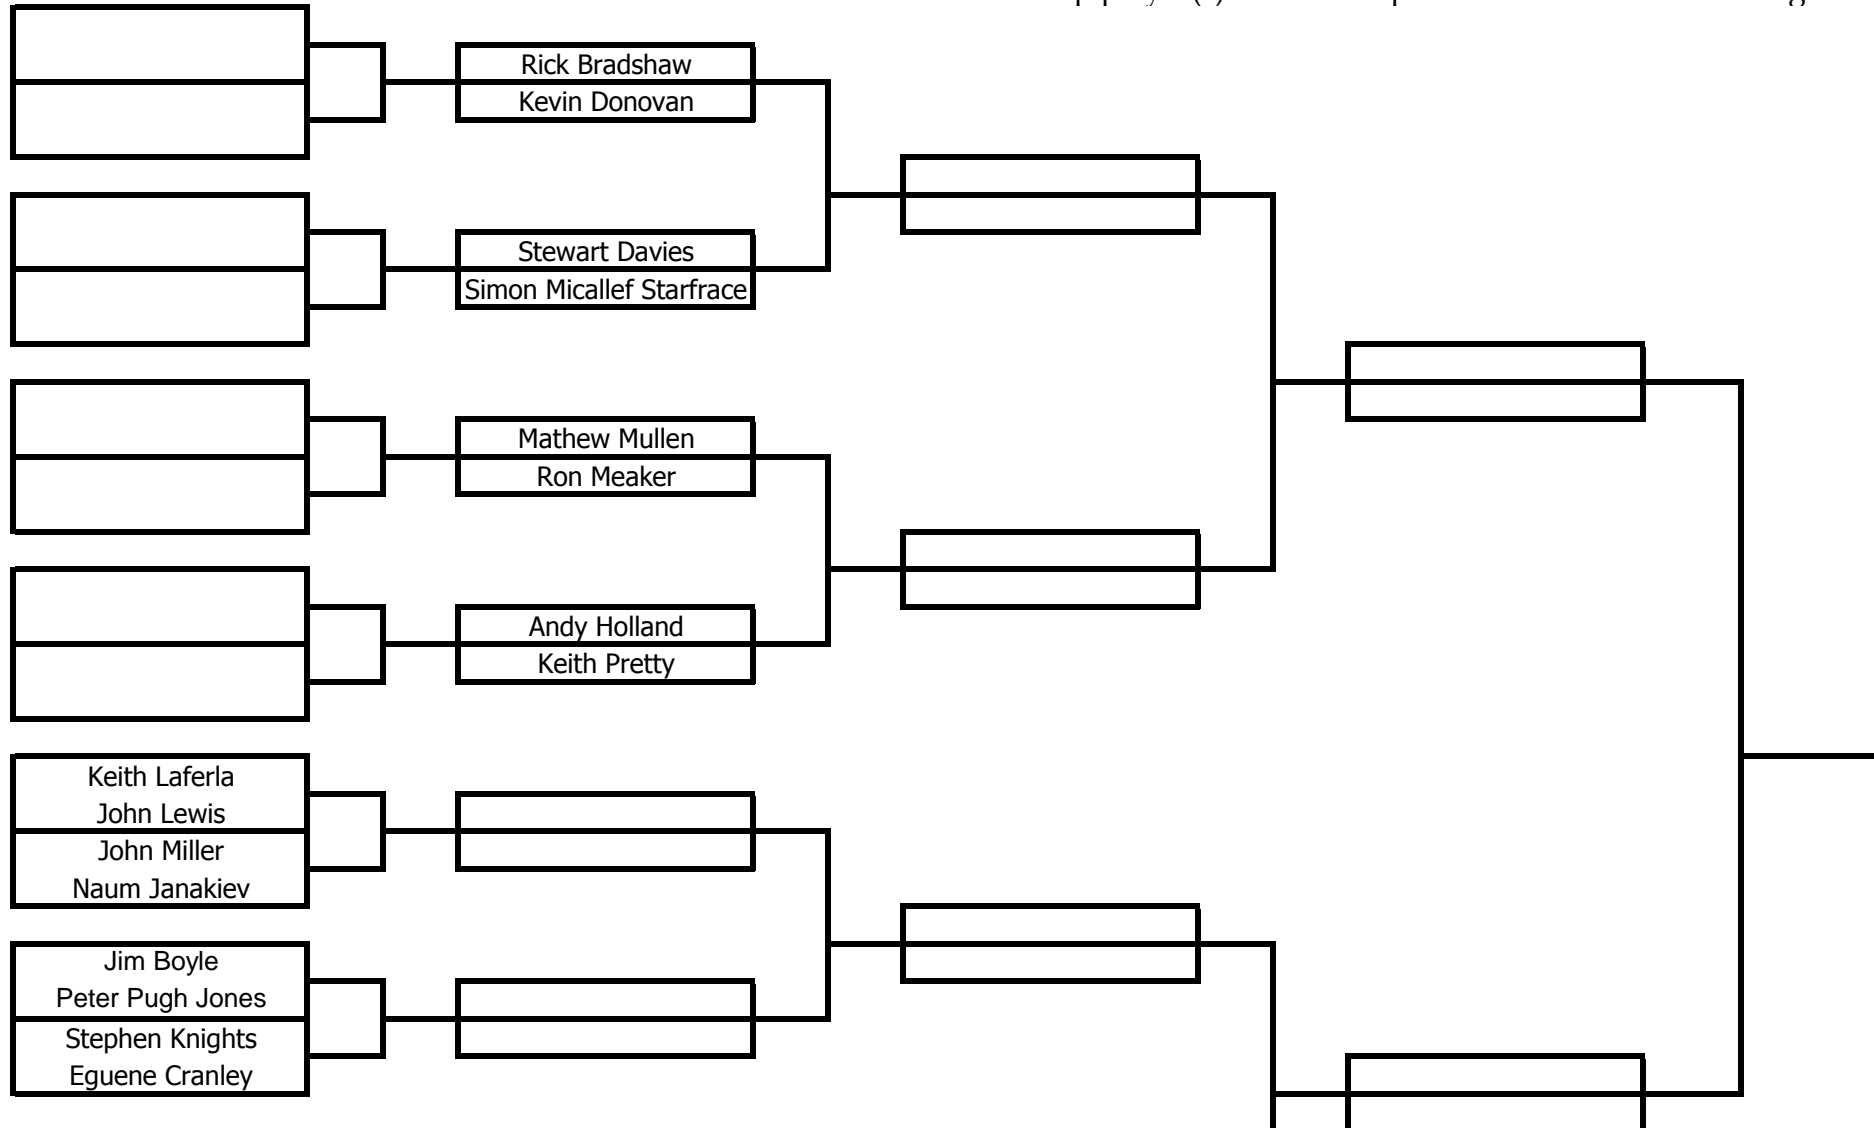 Rick Bradshaw
Kevin Donovan
Stewart Davies
Simon Micallef Starfrace
Mathew Mullen
Ron Meaker
Andy Holland
Keith Pretty
Keith Laferla
John Lewis
John Miller
Naum Janakiev
Jim Boyle
Peter Pugh Jones
Stephen Knights
Eguene Cranley